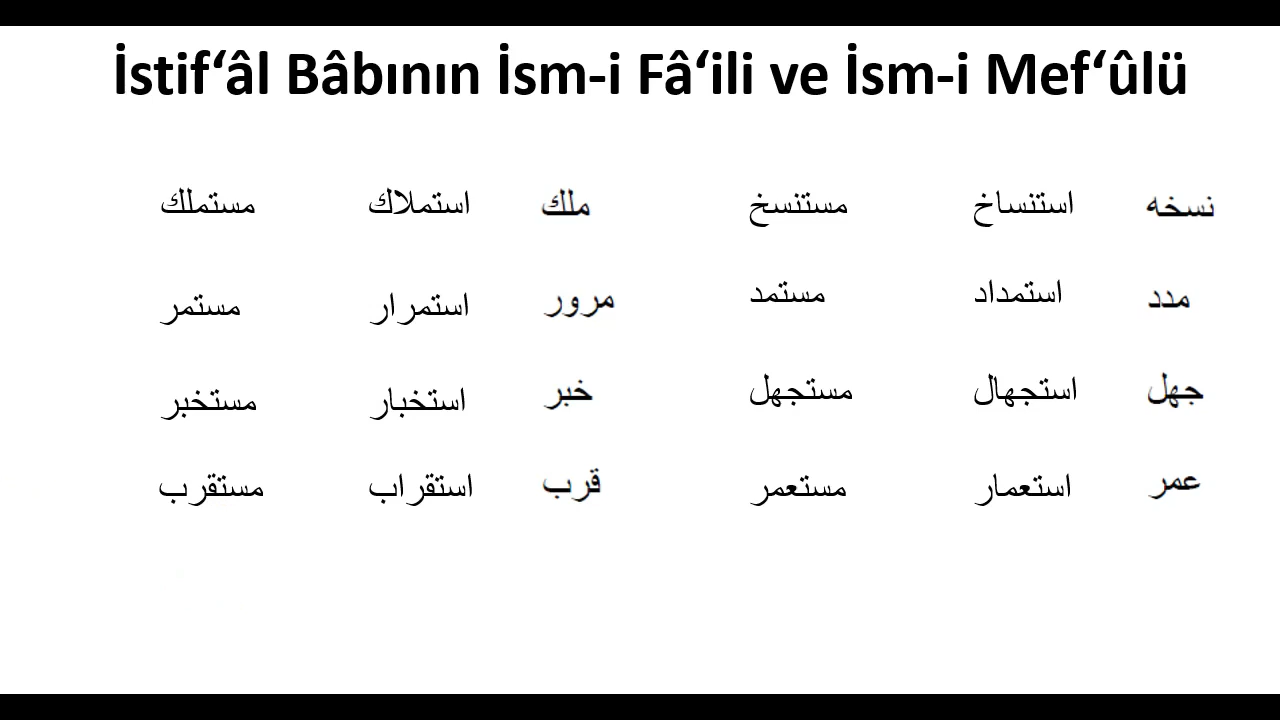 İstif‘âl Bâbının İsm-i Fâ‘ili ve İsm-i Mef‘ûlü
نسخه استنساخ مستنسخ ملك استملاك مستملك
مدد استمداد مستمد مرور استمرار مستمر
جهل استجهال مستجهل خبر استخبار مستخبر
عمر استعمار مستعمر قرب استقراب مستقرب